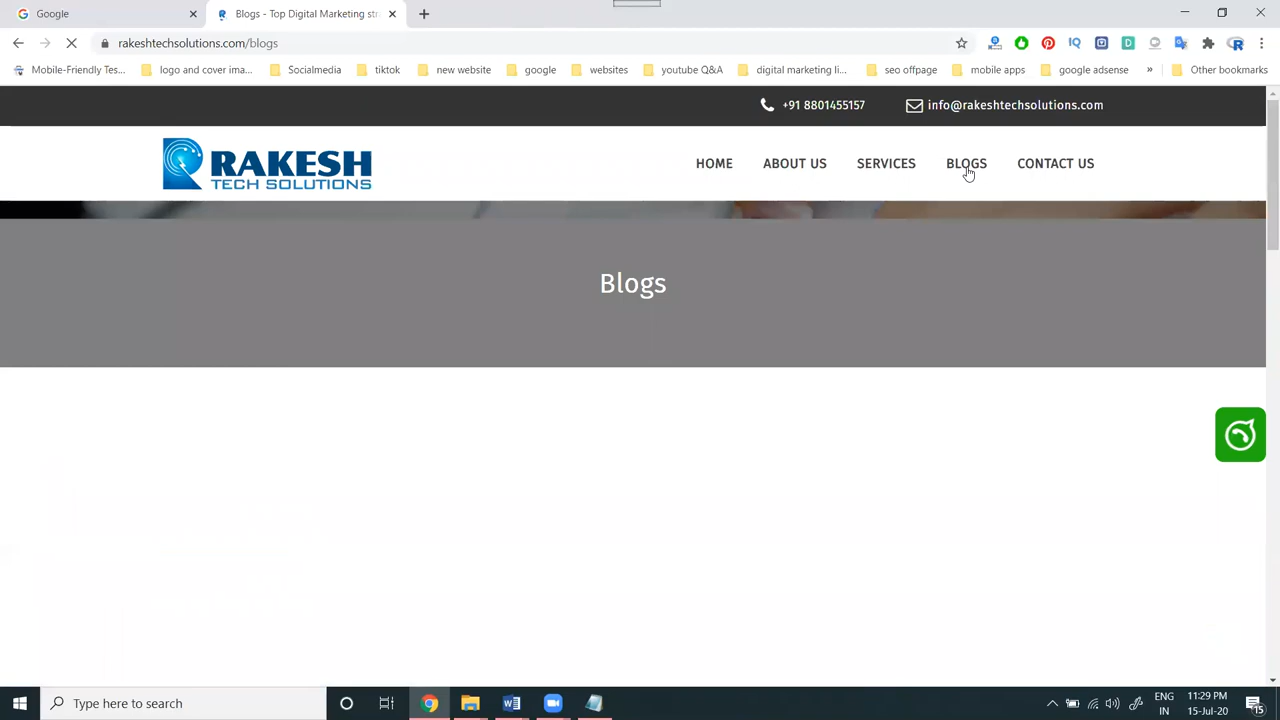 Google
Blogs - Top Digital Marketing str
rakeshtechsolutions.com/blogs
Mobile-Friendly Tes...
logo and cover ima...
Socialmedia
tiktok
new website
google
websites
youtube Q&A
digital marketing li...
seo offpage
mobile apps
google adsense
»
Other bookmarks
+91 8801455157
info@rakeshtechsolutions.com
RAKESH
TECH SOLUTIONS
HOME
ABOUT US
SERVICES
BLOGS
CONTACT US
Blogs
Type here to search
ENG
IN
11:29 PM
15-Jul-20
15